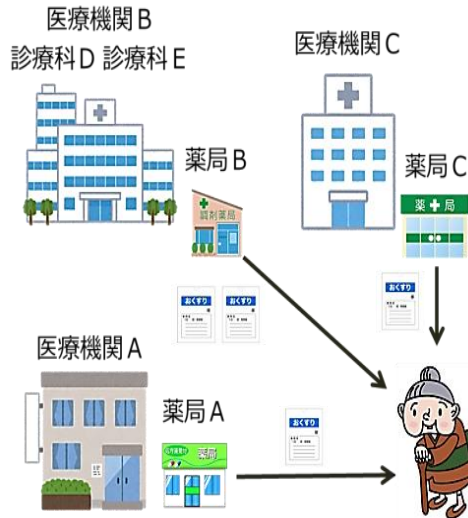 医療機関B
診療科D 診療科E
医療機関C
薬局B
調剤薬局
薬局C
薬 局
おくすり
おくすり
おくすり
医療機関A
薬局A
薬局
おくすり